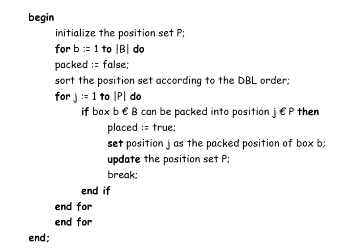 begin
initialize the position set P;
for b := 1 to |B| do
packed := false;
sort the position set according to the DBL order;
for j := 1 to |P| do
if box b € B can be packed into position j € P then
placed := true;
set position j as the packed position of box b;
update the position set P;
break;
end if
end for
end for
end;